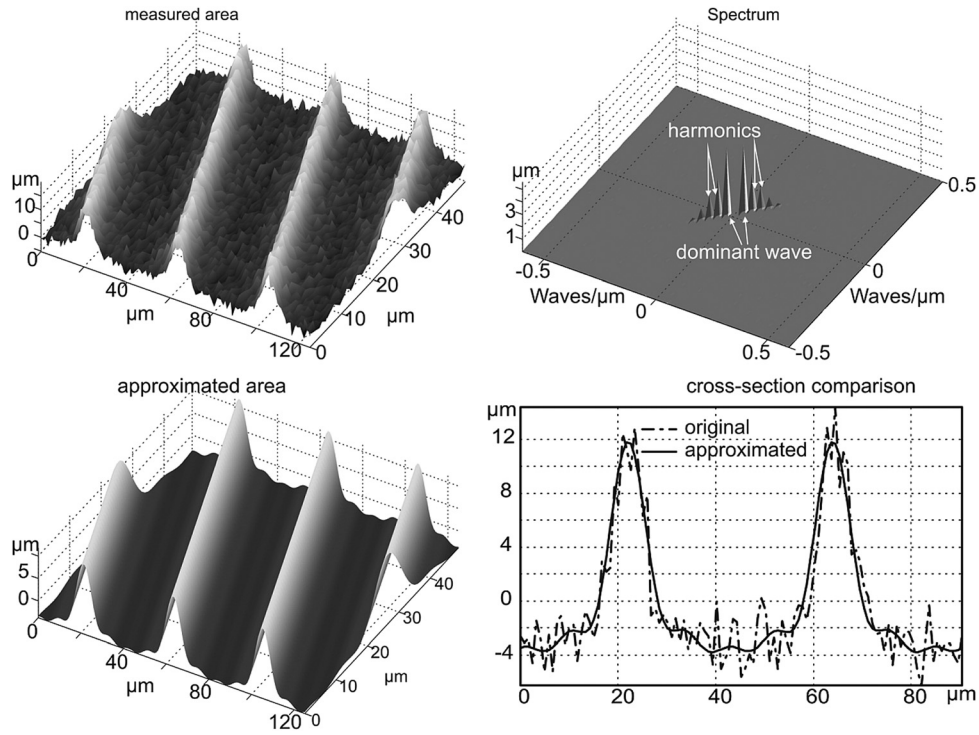 measured area
µm
10
0
0
40
µm
80
120
0
10
20
30
40
µm
Spectrum
harmonics
dominant wave
3
1
µm
-0.5
Waves/µm
0
0.5
-0.5
Waves/µm
0
0.5
approximated area
µm
5
0
0
40
µm
80
120
0
10
20
30
40
µm
cross-section comparison
µm
12
8
4
0
-4
original
approximated
0
20
40
60
80
µm